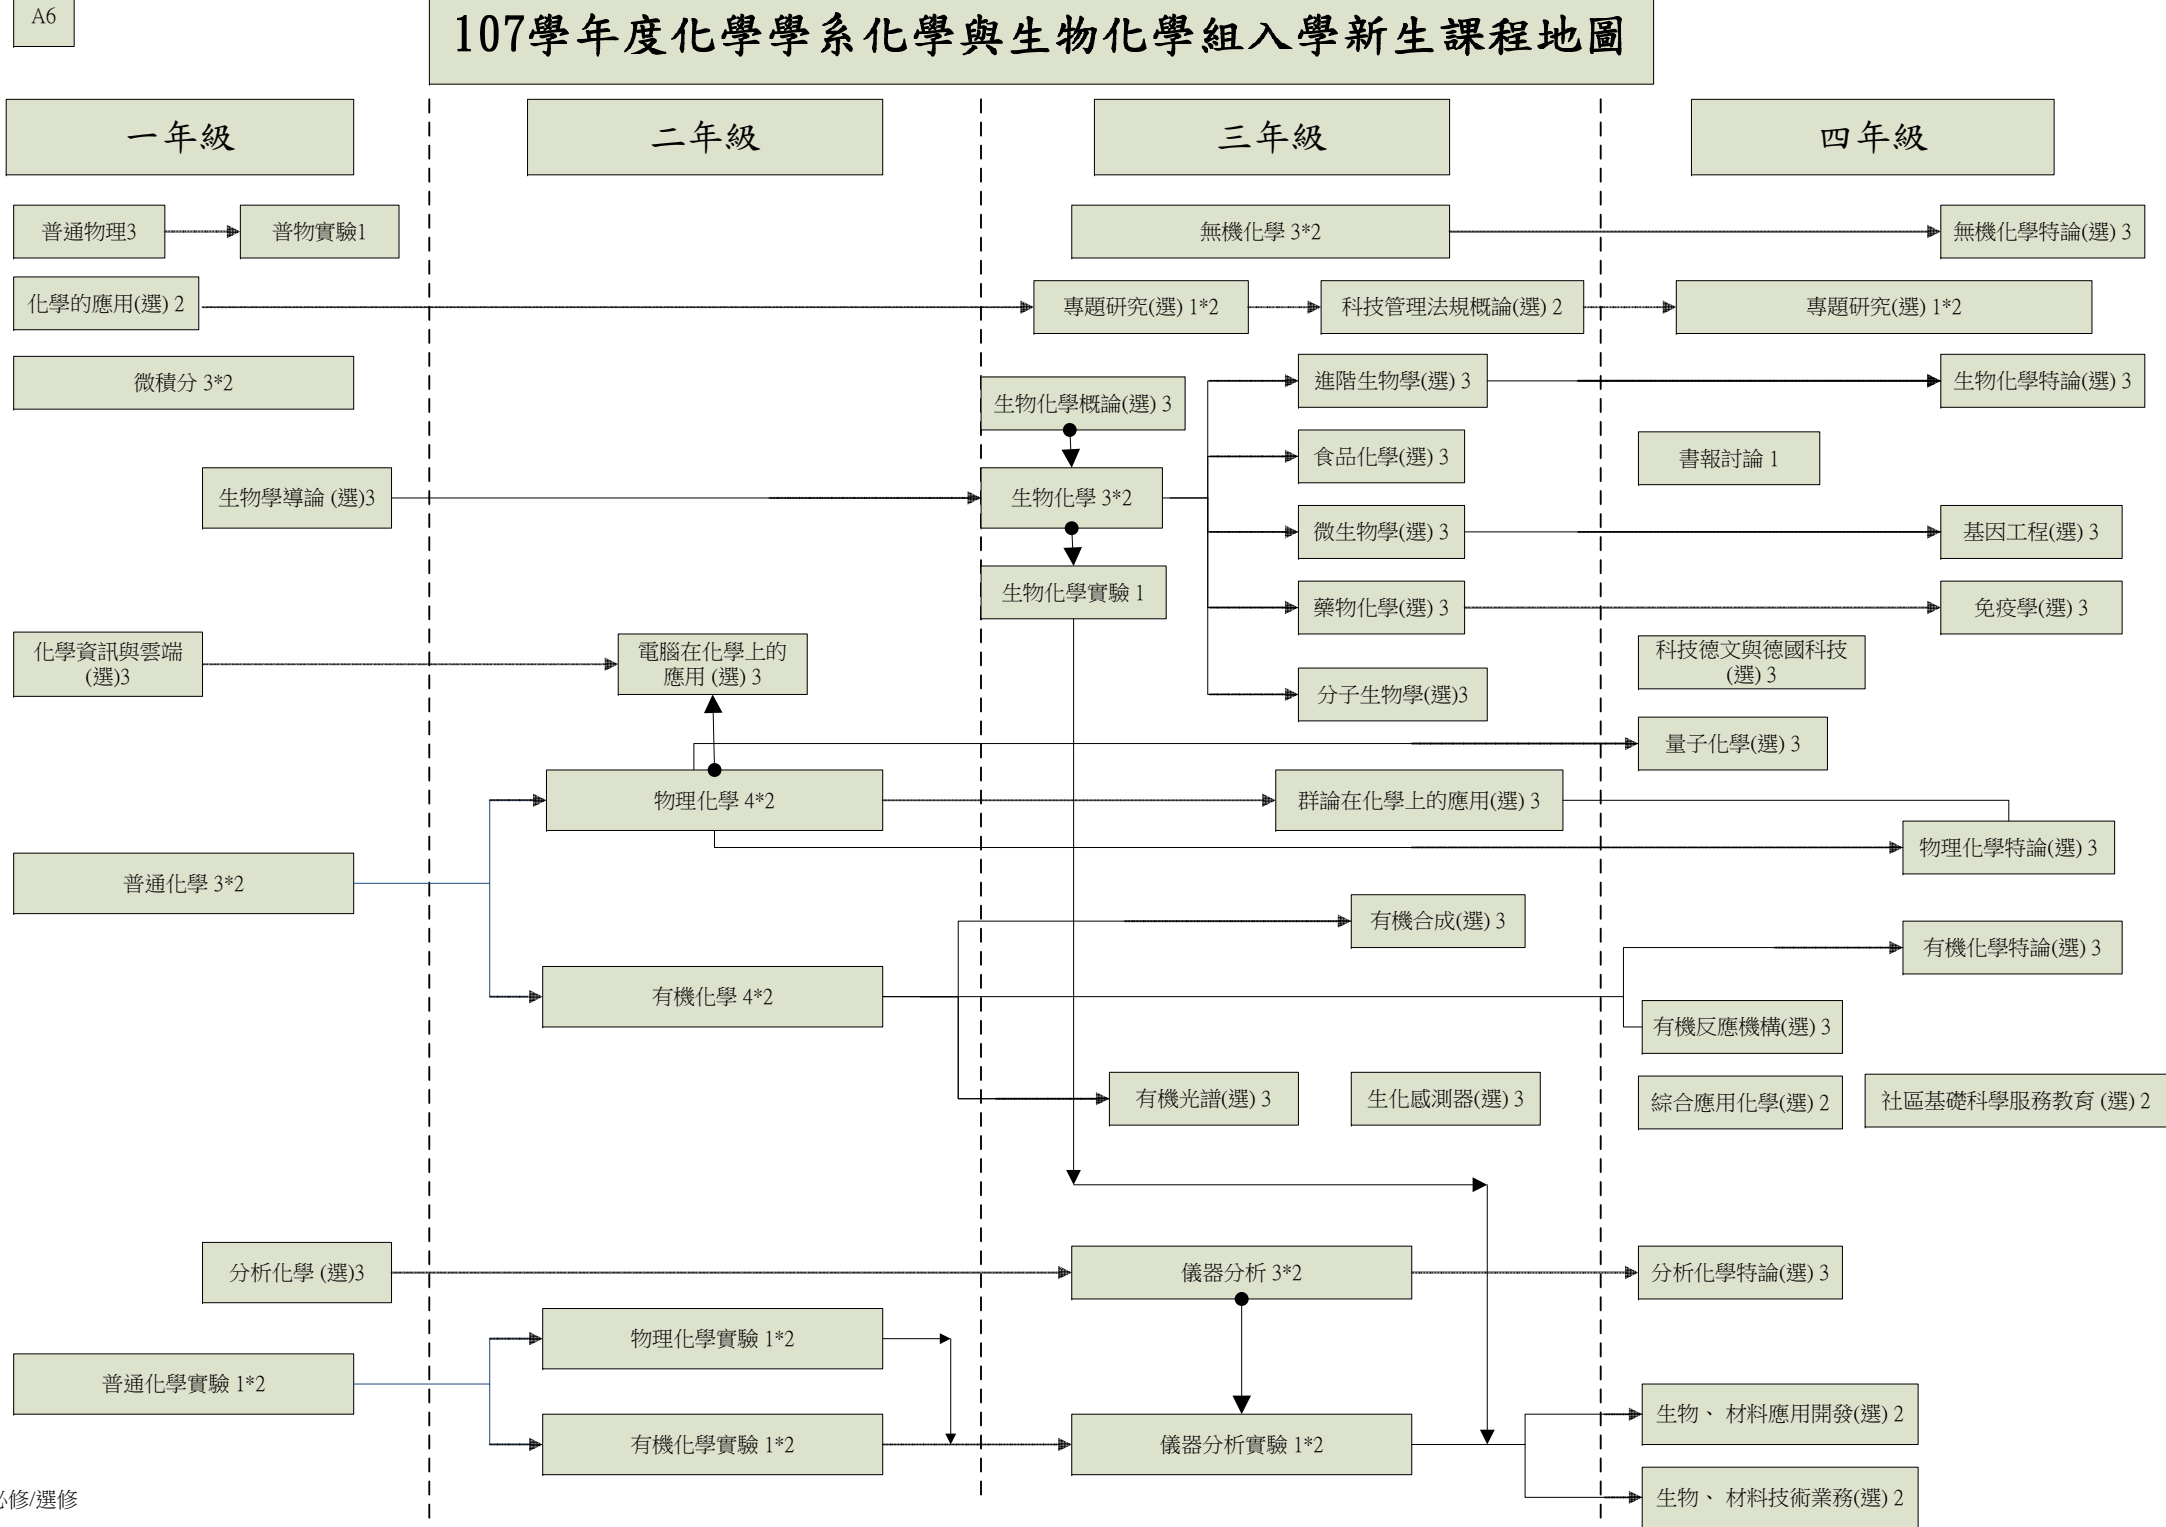 A6
107學年度化學學系化學與生物化學組入學新生課程地圖
一年級
二年級
三年級
四年級
普通物理3
普物實驗1
無機化學 3*2
無機化學特論(選) 3
化學的應用(選) 2
專題研究(選) 1*2
科技管理法規概論(選) 2
專題研究(選) 1*2
微積分 3*2
生物化學概論(選) 3
進階生物學(選) 3
生物化學特論(選) 3
食品化學(選) 3
書報討論 1
生物學導論 (選)3
生物化學 3*2
微生物學(選) 3
基因工程(選) 3
生物化學實驗 1
藥物化學(選) 3
免疫學(選) 3
化學資訊與雲端
(選)3
電腦在化學上的
應用 (選) 3
科技德文與德國科技
(選) 3
分子生物學(選)3
量子化學(選) 3
物理化學 4*2
群論在化學上的應用(選) 3
物理化學特論(選) 3
普通化學 3*2
有機合成(選) 3
有機化學特論(選) 3
有機化學 4*2
有機反應機構(選) 3
有機光譜(選) 3
生化感測器(選) 3
綜合應用化學(選) 2
社區基礎科學服務教育 (選) 2
分析化學 (選)3
儀器分析 3*2
分析化學特論(選) 3
物理化學實驗 1*2
普通化學實驗 1*2
有機化學實驗 1*2
儀器分析實驗 1*2
生物、 材料應用開發(選) 2
生物、 材料技術業務(選) 2
必修/選修